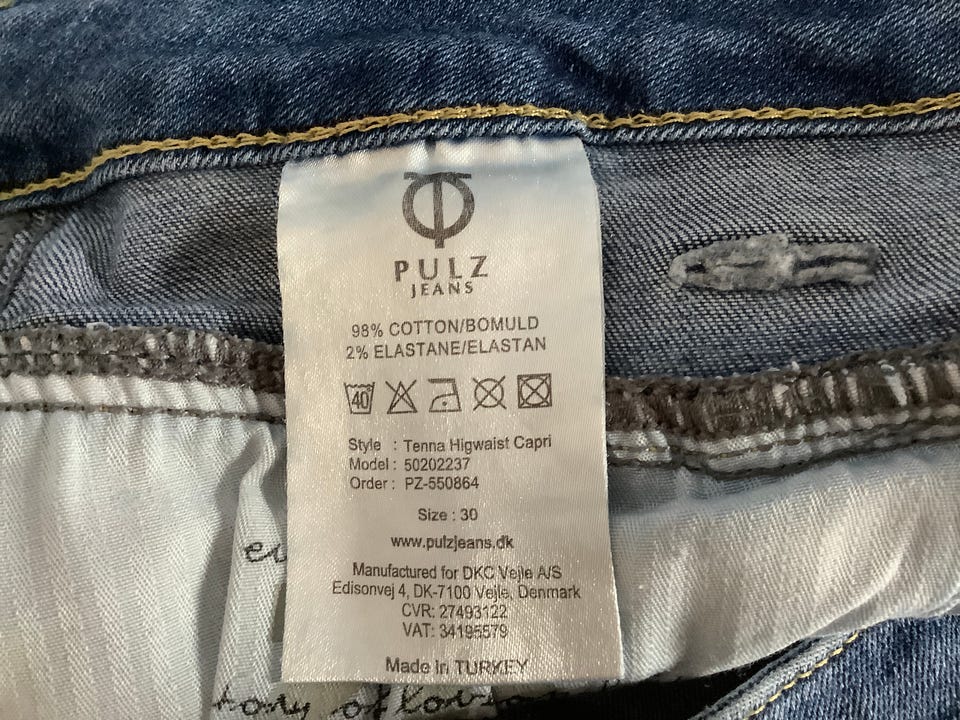 PULZ
JEANS
98% COTTON/BOMULD
2% ELASTANE/ELASTAN
40
Style : Tenna Higwaist Capri
Model : 50202237
Order : PZ-550864
Size : 30
www.pulzjeans.dk
Manufactured for DKC Vejle A/S
Edisonvej 4, DK-7100 Vejle, Denmark
CVR: 27493122
VAT: 34195579
Made In TURKEY